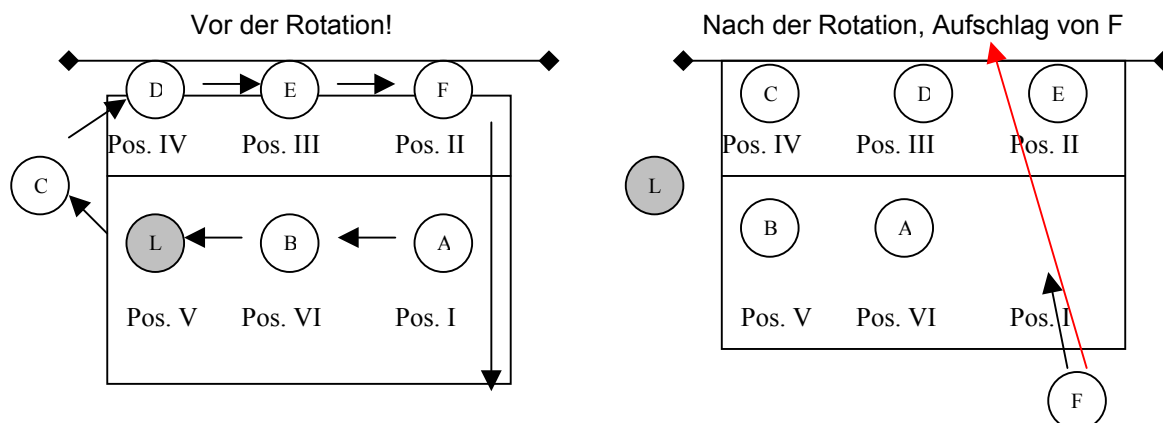 Vor der Rotation!
D E F
Pos. IV Pos. III Pos. II
C
L B A
Pos. V Pos. VI Pos. I
Nach der Rotation, Aufschlag von F
C D E
Pos. IV Pos. III Pos. II
L
B A
Pos. V Pos. VI Pos. I
F